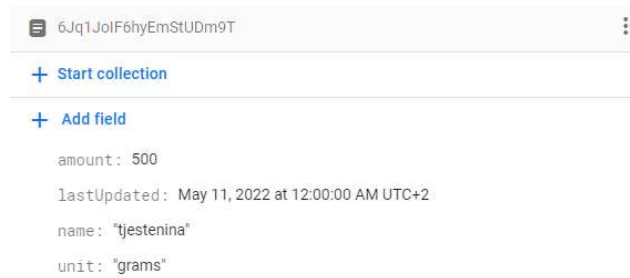 6Jq1JoIF6hyEmStUDm9T
+ Start collection
+ Add field
amount: 500
lastUpdated: May 11, 2022 at 12:00:00 AM UTC+2
name: "tjestenina"
unit: "grams"